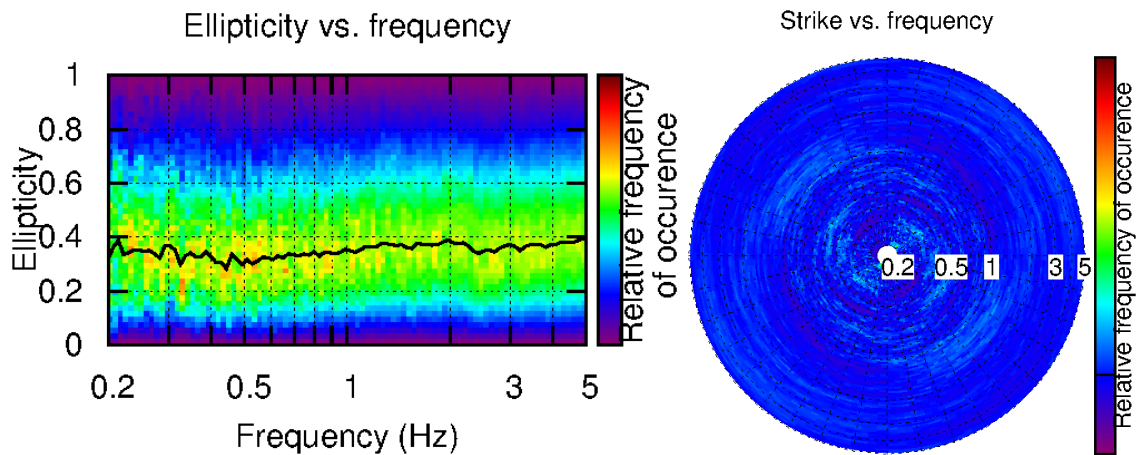 Ellipticity vs. frequency
Ellipticity
1
0.8
0.6
0.4
0.2
0
0.2
0.5
1
3
5
Frequency (Hz)
Relative frequency
of occurence
Strike vs. frequency
0.2
0.5
1
3
5
Relative frequency of occurence